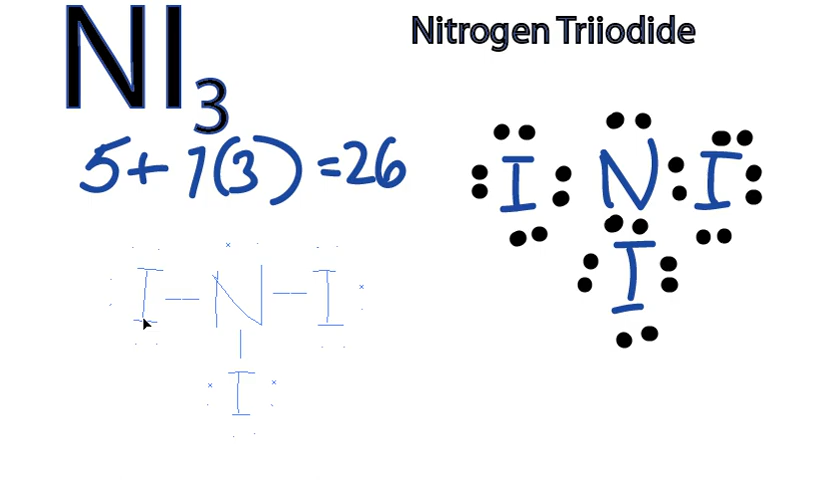 NI3
Nitrogen Triiodide
5+7(3)=26
I N I
I
I—N—I
I